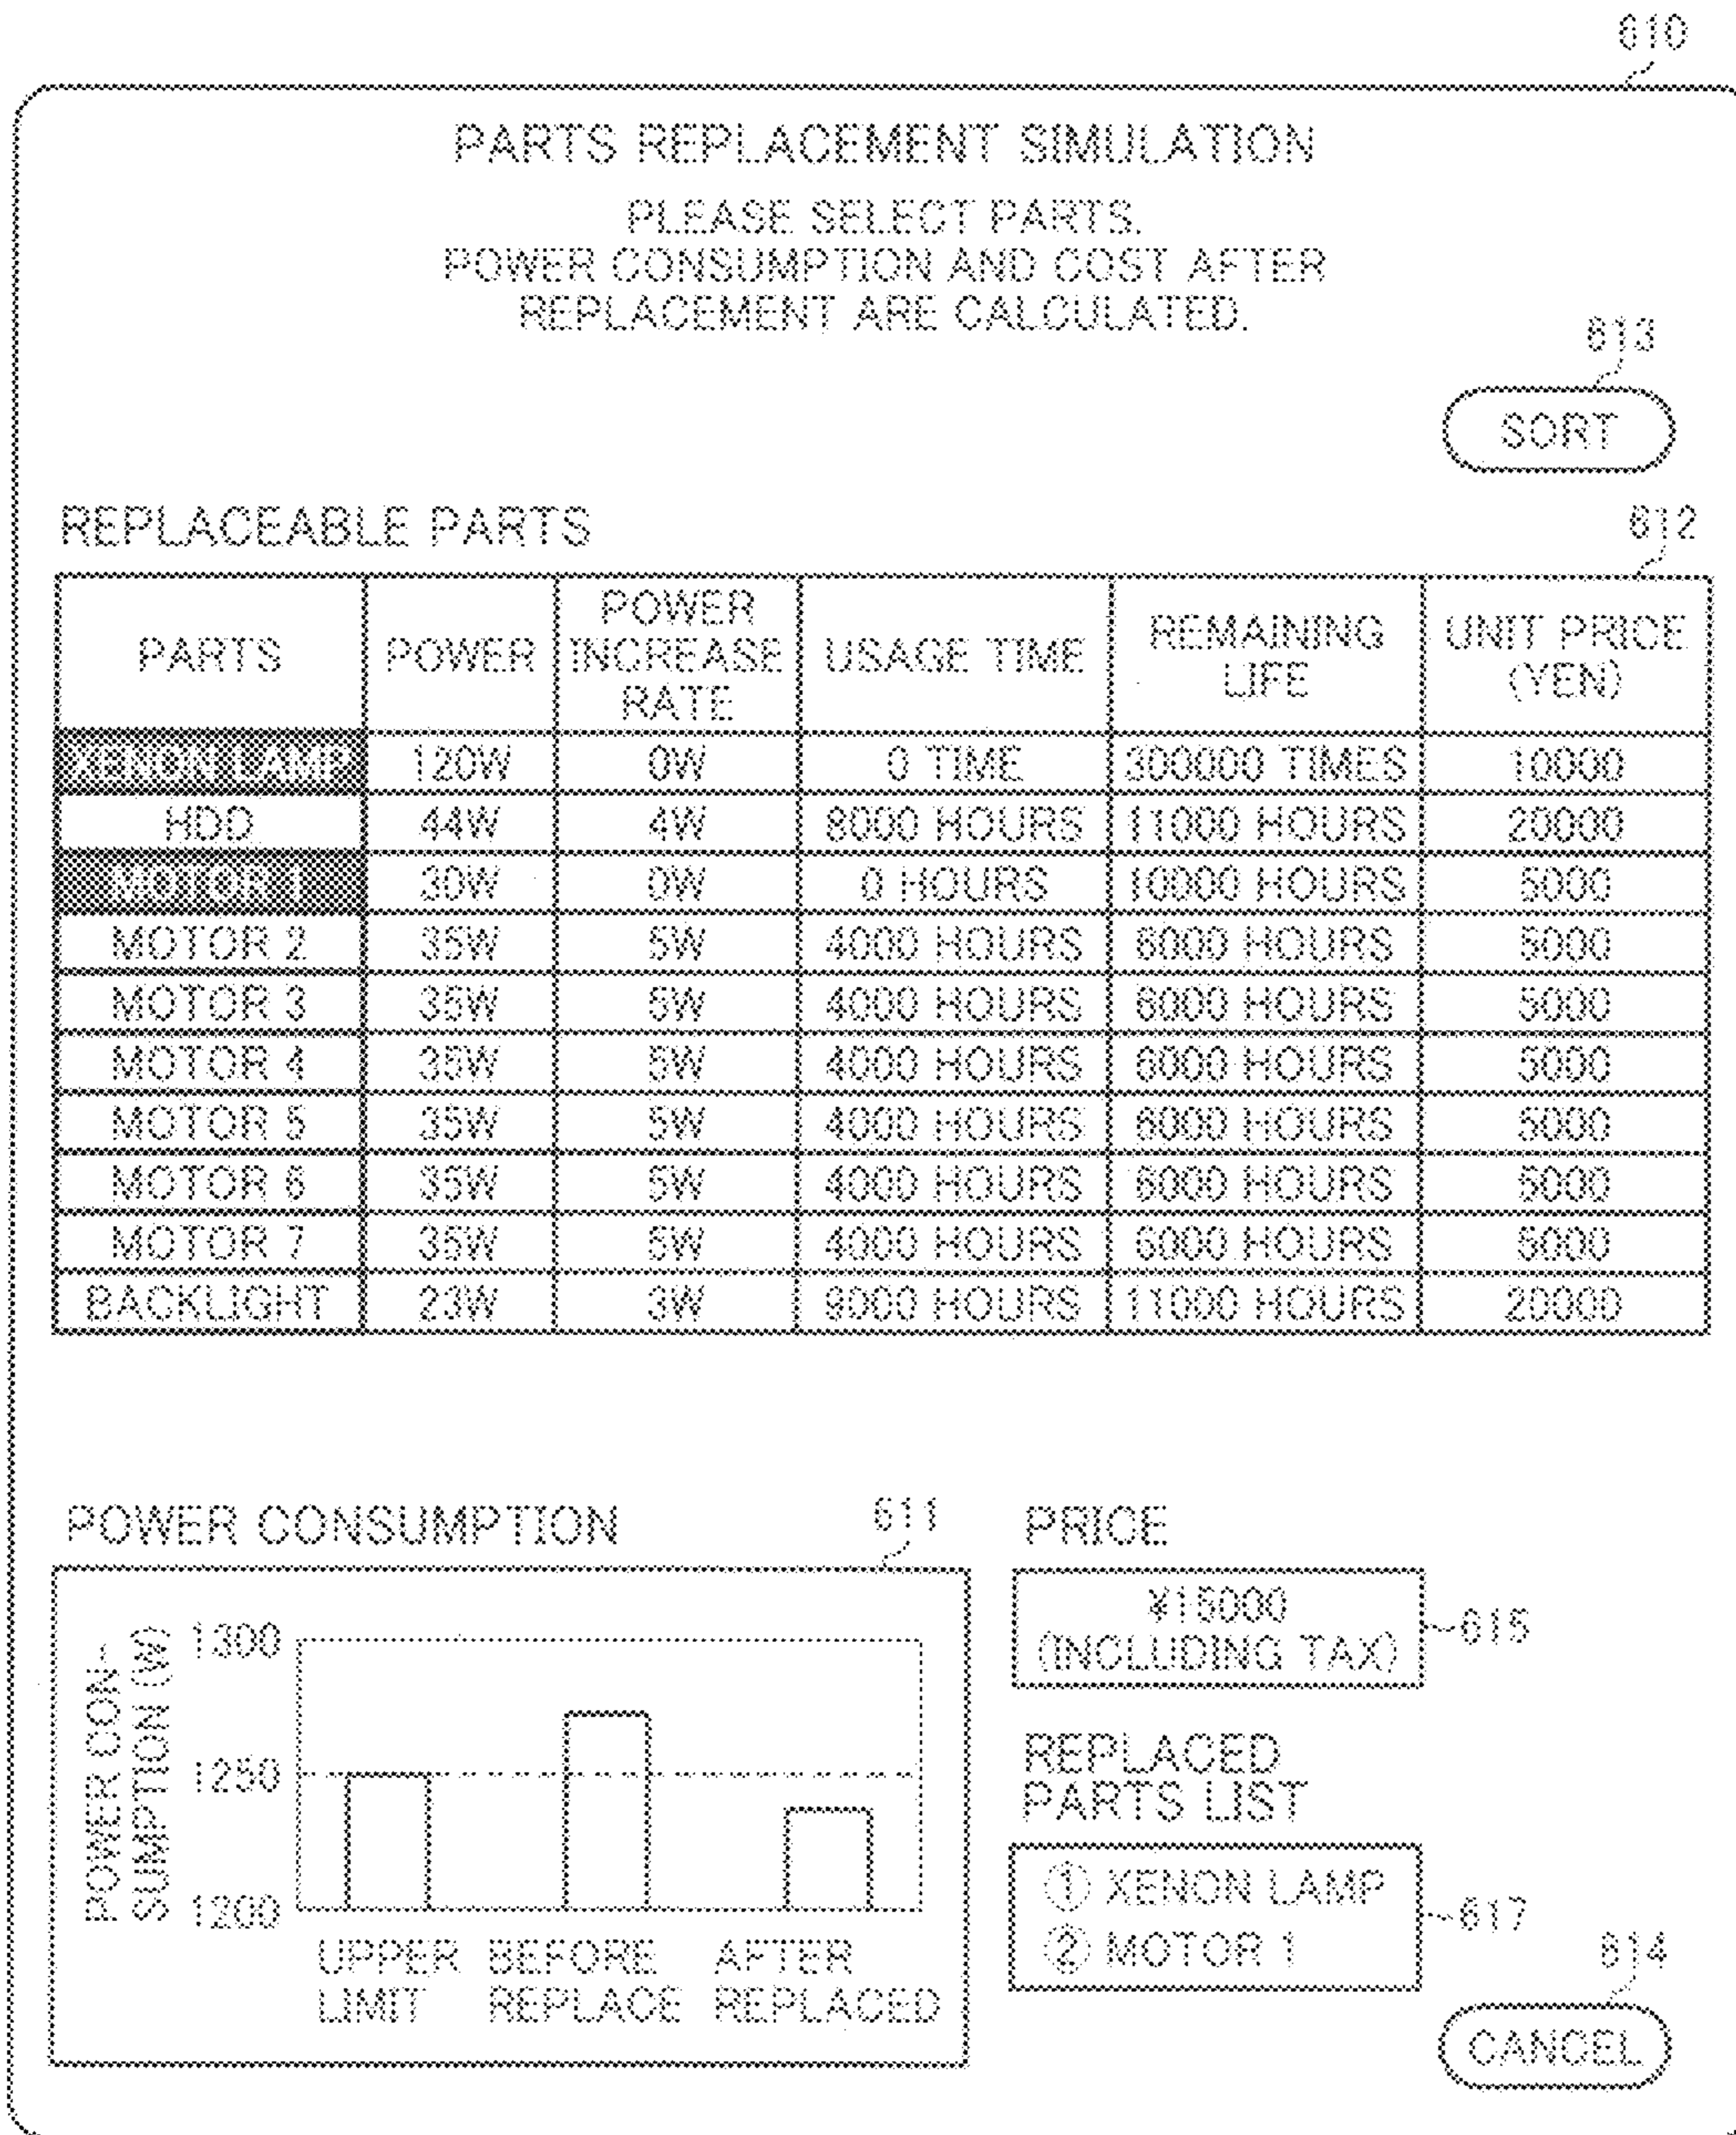 610
PARTS REPLACEMENT SIMULATION
PLEASE SELECT PARTS.
POWER CONSUMPTION AND COST AFTER
REPLACEMENT ARE CALCULATED.
613
SORT
REPLACEABLE PARTS
612
PARTS POWER POWER INCREASE RATE USAGE TIME REMAINING LIFE UNIT PRICE (YEN)
XENON LAMP 120W 0W 0 TIME 300000 TIMES 10000
HDD 44W 4W 9000 HOURS 11000 HOURS 20000
MOTOR 1 30W 0W 0 HOURS 10000 HOURS 5000
MOTOR 2 35W 5W 4000 HOURS 6000 HOURS 5000
MOTOR 3 35W 5W 4000 HOURS 6000 HOURS 5000
MOTOR 4 35W 5W 4000 HOURS 6000 HOURS 5000
MOTOR 5 35W 5W 4000 HOURS 6000 HOURS 5000
MOTOR 6 35W 5W 4000 HOURS 6000 HOURS 5000
MOTOR 7 35W 5W 4000 HOURS 6000 HOURS 5000
BACKLIGHT 23W 3W 9000 HOURS 11000 HOURS 20000
POWER CONSUMPTION
611
POWER CON-
SUMPTION (W)
1300
1250
1200
UPPER LIMIT
BEFORE REPLACE
AFTER REPLACED
PRICE
¥15000
(INCLUDING TAX)
615
REPLACED
PARTS LIST
① XENON LAMP
② MOTOR 1
617
614
CANCEL